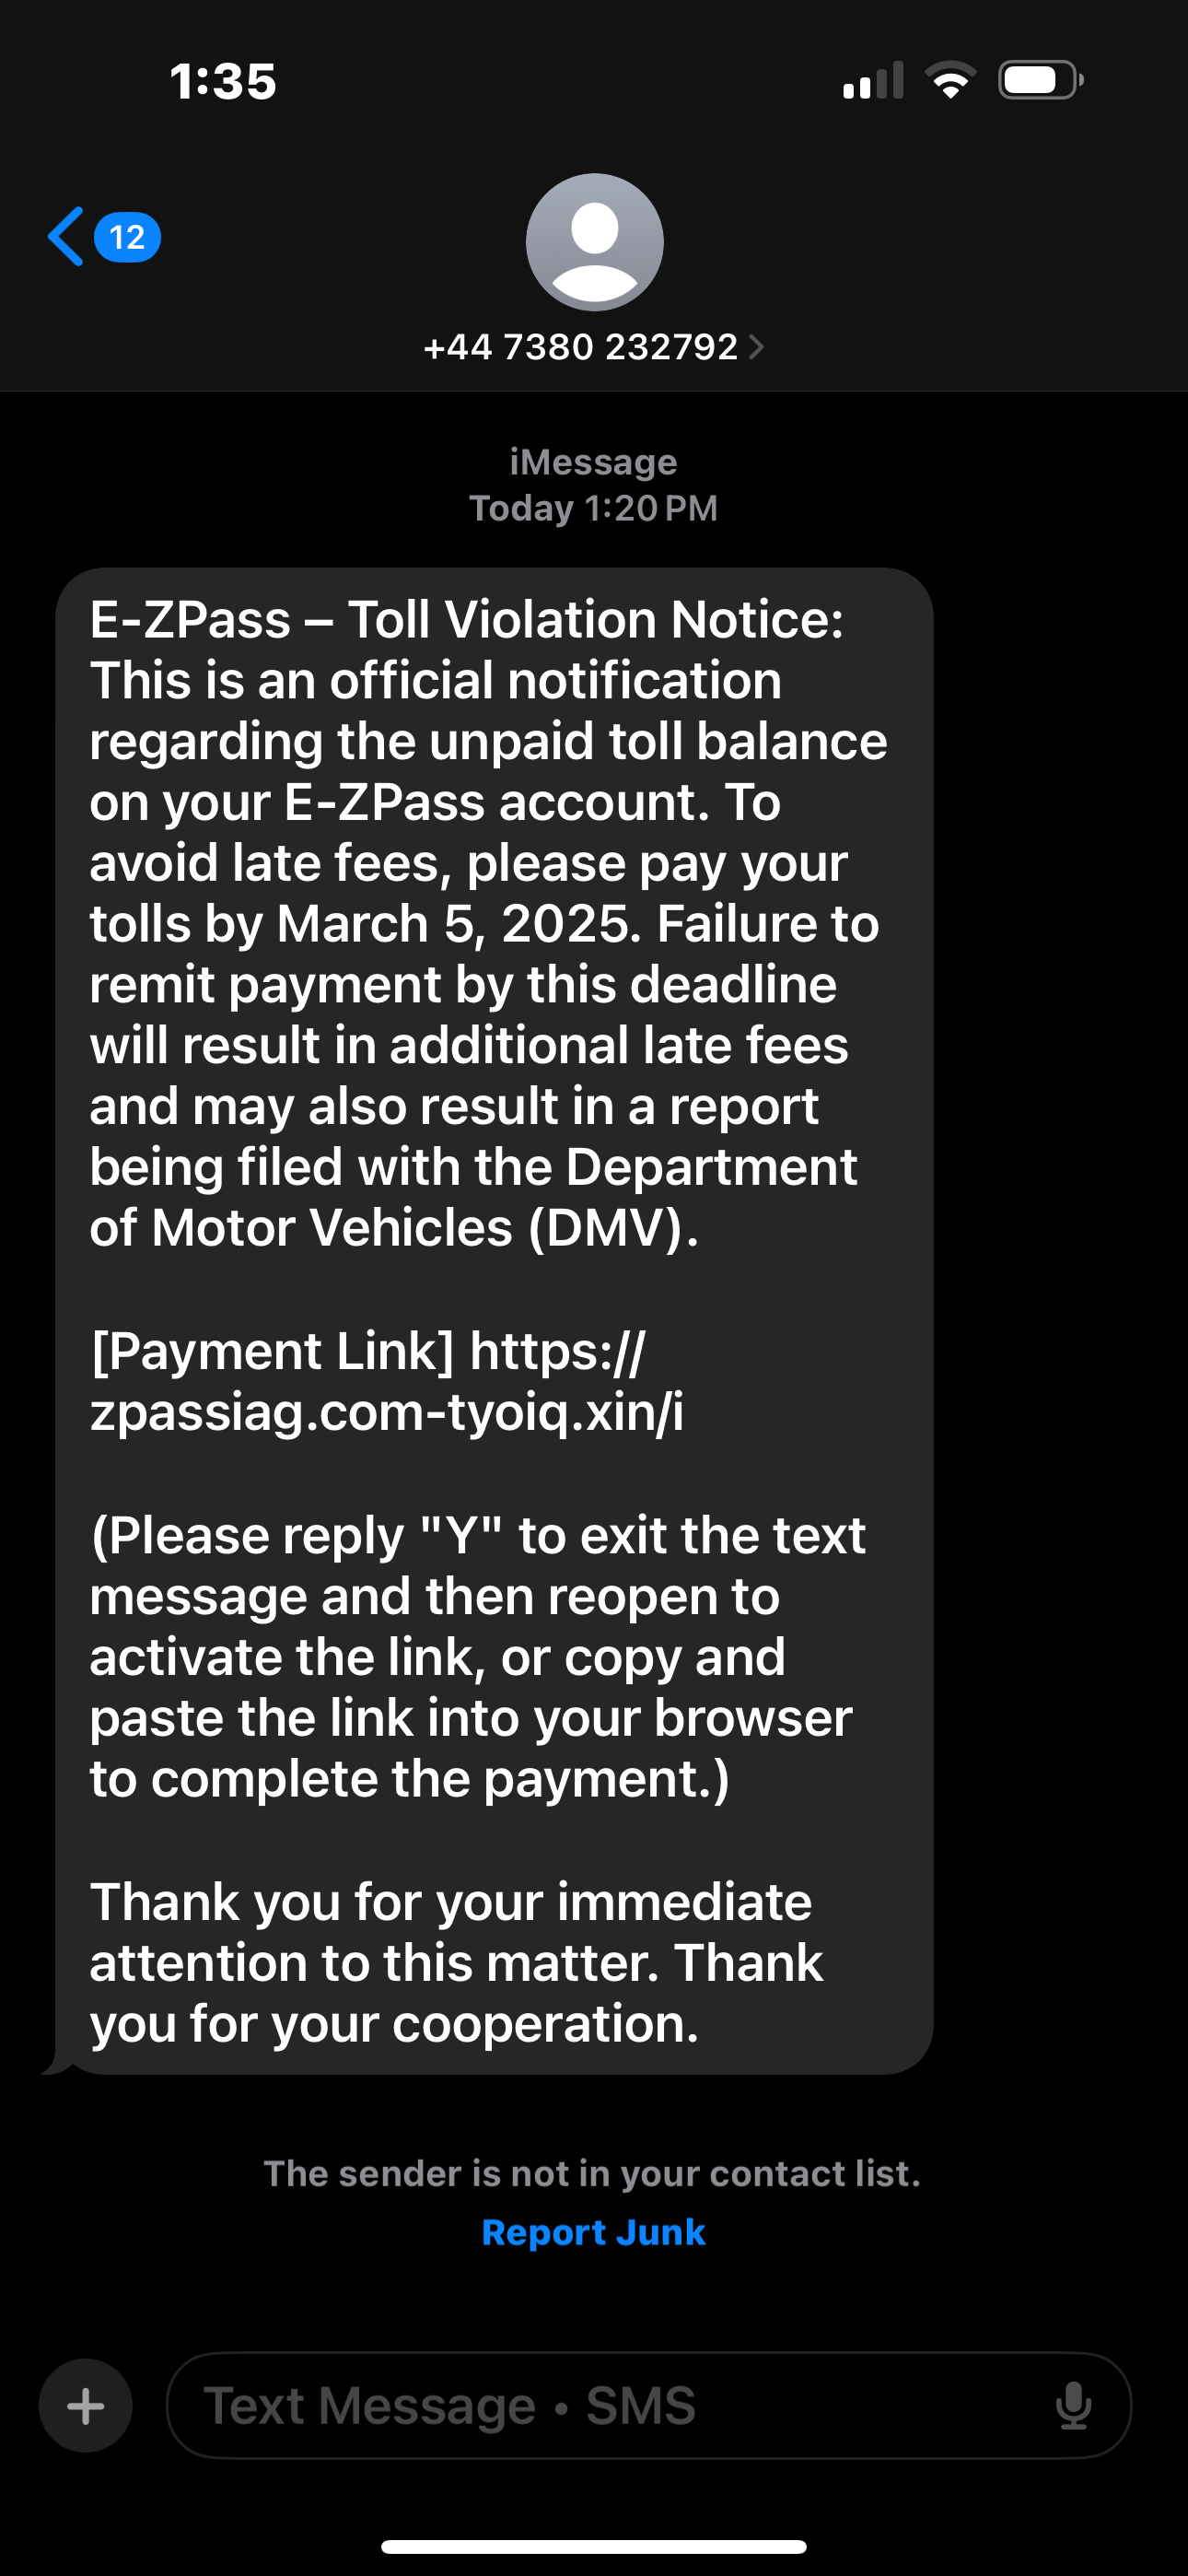 1:35
12
+44 7380 232792
iMessage
Today 1:20 PM
E-ZPass – Toll Violation Notice:
This is an official notification
regarding the unpaid toll balance
on your E-ZPass account. To
avoid late fees, please pay your
tolls by March 5, 2025. Failure to
remit payment by this deadline
will result in additional late fees
and may also result in a report
being filed with the Department
of Motor Vehicles (DMV).
[Payment Link] https://
zpassiag.com-tyoiq.xin/i
(Please reply "Y" to exit the text
message and then reopen to
activate the link, or copy and
paste the link into your browser
to complete the payment.)
Thank you for your immediate
attention to this matter. Thank
you for your cooperation.
The sender is not in your contact list.
Report Junk
Text Message • SMS